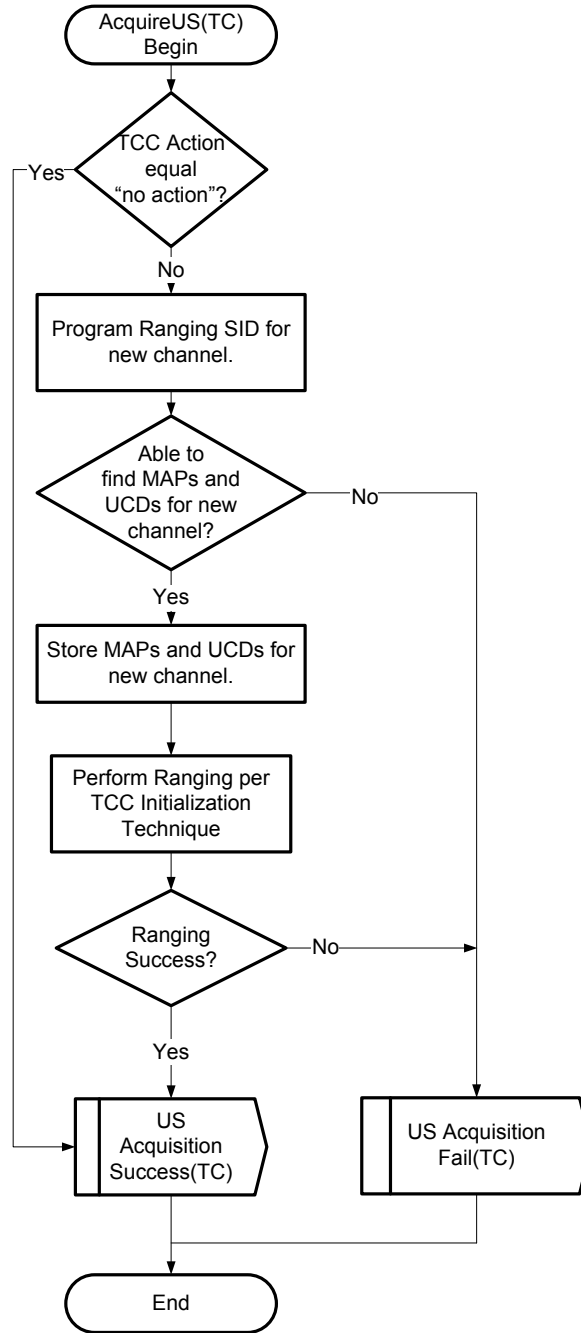 AcquireUS(TC)
Begin
TCC Action
equal
“no action”?
Yes
No
Program Ranging SID for
new channel.
Able to
find MAPs and
UCDs for new
channel?
No
Yes
Store MAPs and UCDs for
new channel.
Perform Ranging per
TCC Initialization
Technique
Ranging
Success?
No
Yes
US
Acquisition
Success(TC)
US Acquisition
Fail(TC)
End